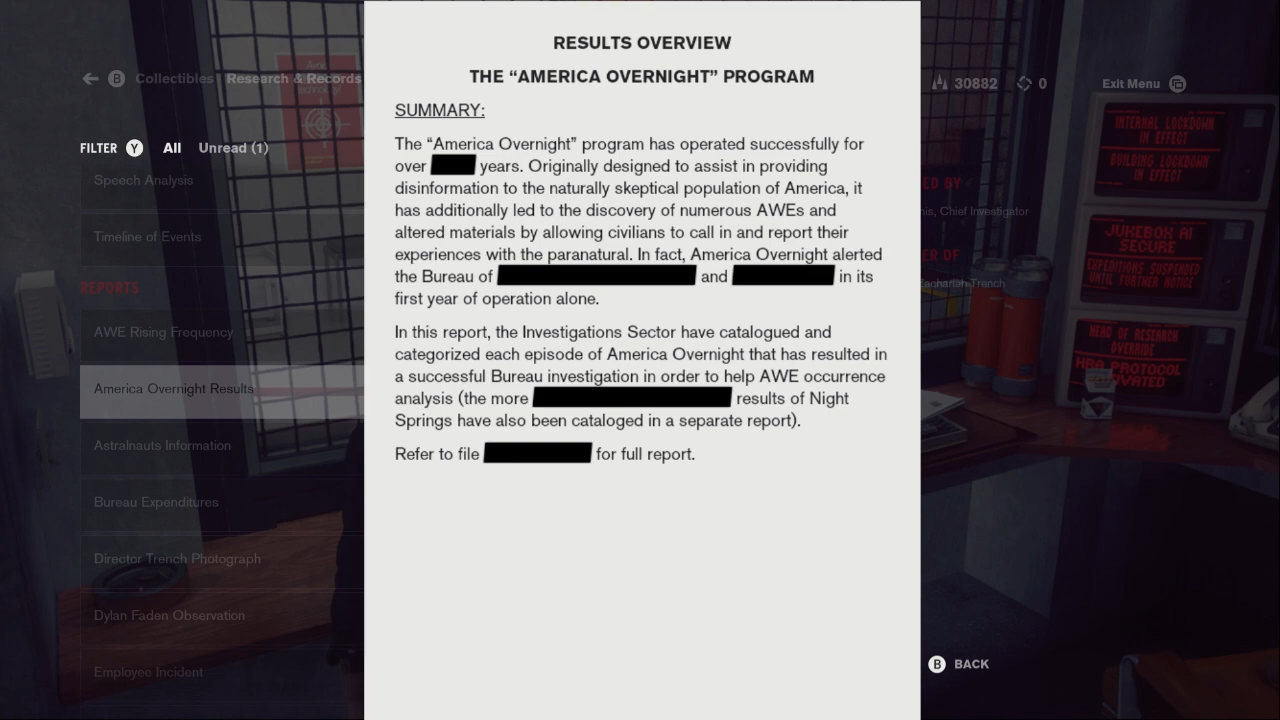 RESULTS OVERVIEW
THE “AMERICA OVERNIGHT” PROGRAM
SUMMARY:
The “America Overnight” program has operated successfully for
over years. Originally designed to assist in providing
disinformation to the naturally skeptical population of America, it
has additionally led to the discovery of numerous AWEs and
altered materials by allowing civilians to call in and report their
experiences with the paranatural. In fact, America Overnight alerted
the Bureau of and in its
first year of operation alone.
In this report, the Investigations Sector have catalogued and
categorized each episode of America Overnight that has resulted in
a successful Bureau investigation in order to help AWE occurrence
analysis (the more results of Night
Springs have also been cataloged in a separate report).
Refer to file for full report.
B Collectibles Research & Records
FILTER Y All Unread (1)
Speech Analysis
Timeline of Events
REPORTS
AWE Rising Frequency
America Overnight Results
Astralnauts Information
Bureau Expenditures
Director Trench Photograph
Dylan Faden Observation
Employee Incident
30882 0 Exit Menu
ED BY
Chief Investigator
ER OF
Zachariah Trench
INTERNAL LOCKDOWN
IN EFFECT
BUILDING LOCKDOWN
IN EFFECT
JUKEBOX AI
SECURE
EXPEDITIONS SUSPENDED
UNTIL FURTHER NOTICE
HEAD OF RESEARCH
OVERRIDE
HRA PROTOCOL
B BACK